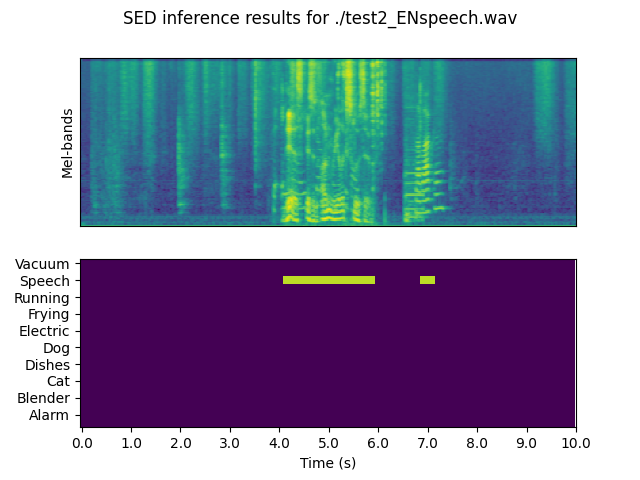 SED inference results for ./test2_ENspeech.wav
Mel-bands
Vacuum
Speech
Running
Frying
Electric
Dog
Dishes
Cat
Blender
Alarm
0.0 1.0 2.0 3.0 4.0 5.0 6.0 7.0 8.0 9.0 10.0
Time (s)